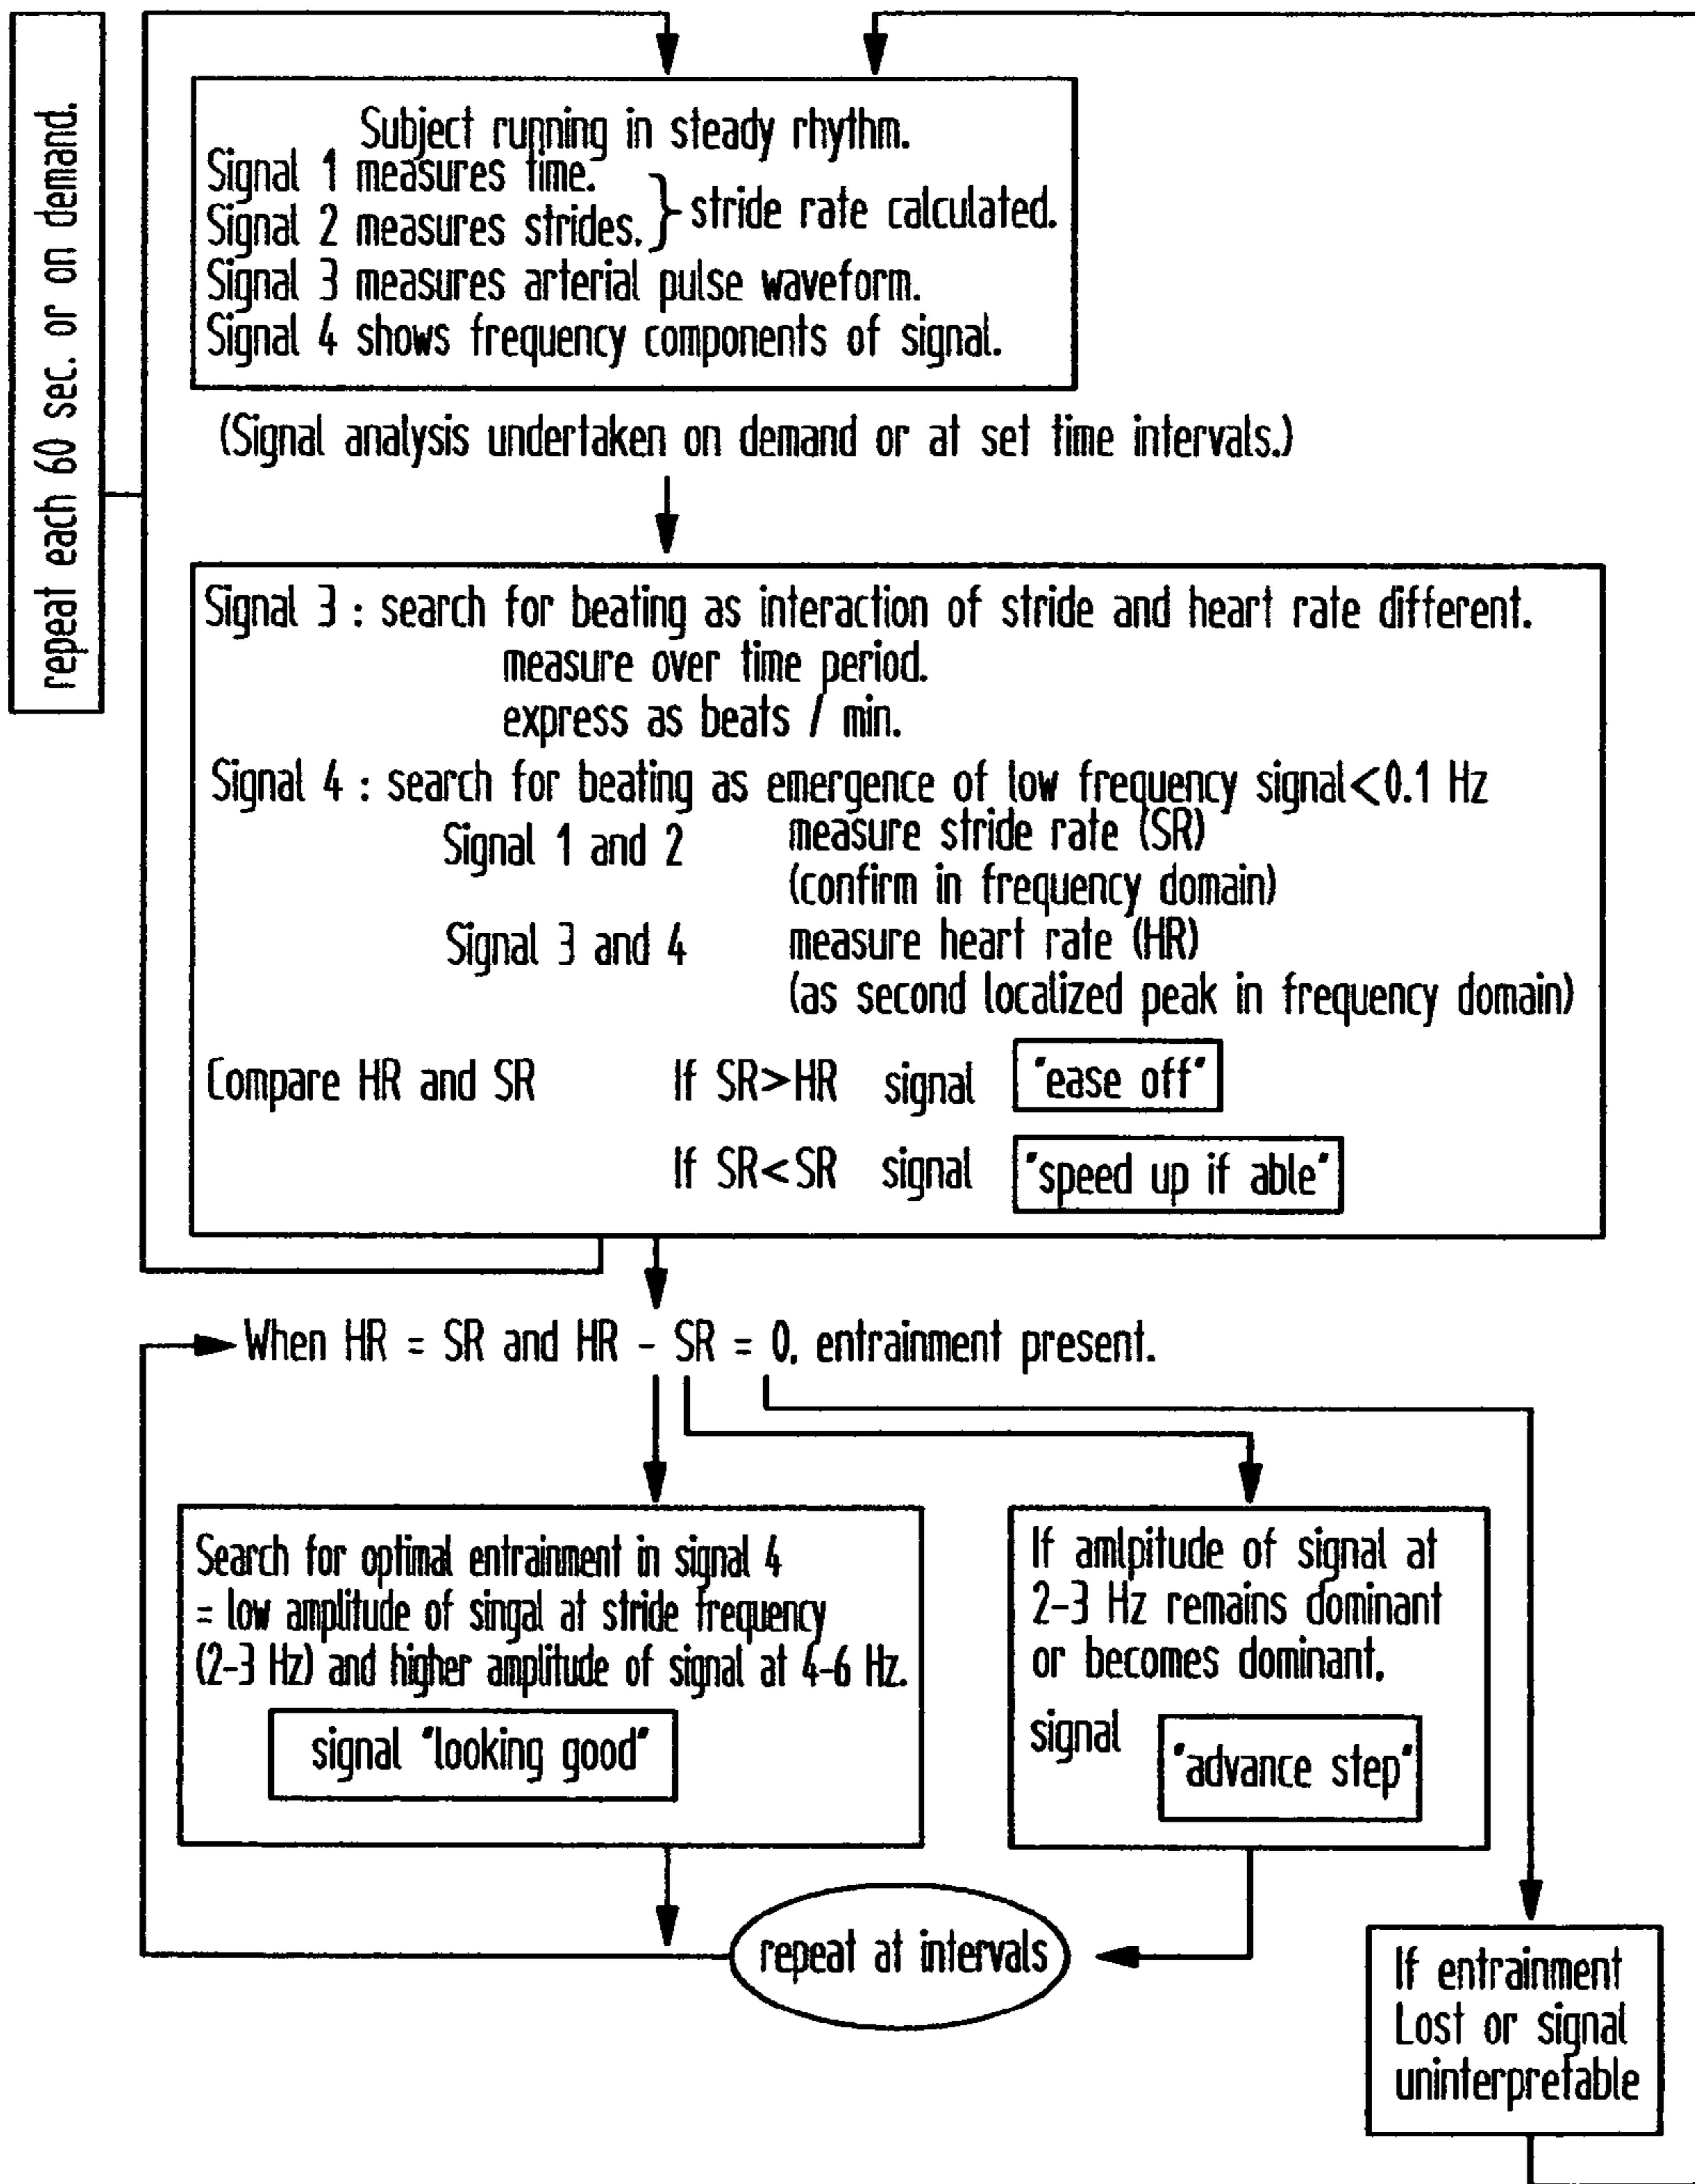 repeat each 60 sec. or on demand.
Subject running in steady rhythm.
Signal 1 measures time.
Signal 2 measures strides.
} stride rate calculated.
Signal 3 measures arterial pulse waveform.
Signal 4 shows frequency components of signal.
(Signal analysis undertaken on demand or at set time intervals.)
Signal 3 : search for beating as interaction of stride and heart rate different.
measure over time period.
express as beats / min.
Signal 4 : search for beating as emergence of low frequency signal<0.1 Hz
Signal 1 and 2 measure stride rate (SR)
(confirm in frequency domain)
Signal 3 and 4 measure heart rate (HR)
(as second localized peak in frequency domain)
Compare HR and SR If SR>HR signal "ease off"
If SR<SR signal "speed up if able"
When HR = SR and HR - SR = 0, entrainment present.
Search for optimal entrainment in signal 4
= low amplitude of singal at stride frequency
(2-3 Hz) and higher amplitude of signal at 4-6 Hz.
signal "looking good"
If amlpitude of signal at
2-3 Hz remains dominant
or becomes dominant,
signal "advance step"
repeat at intervals
If entrainment
Lost or signal
uninterpretable